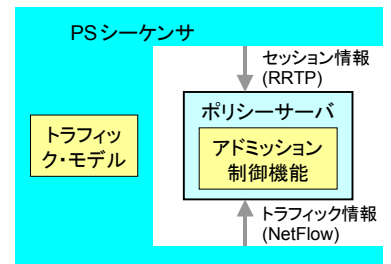 PSシーケンサ
セッション情報
(RRTP)
ポリシーサーバ
トラフィッ
ク・モデル
アドミッション
制御機能
トラフィック情報
(NetFlow)